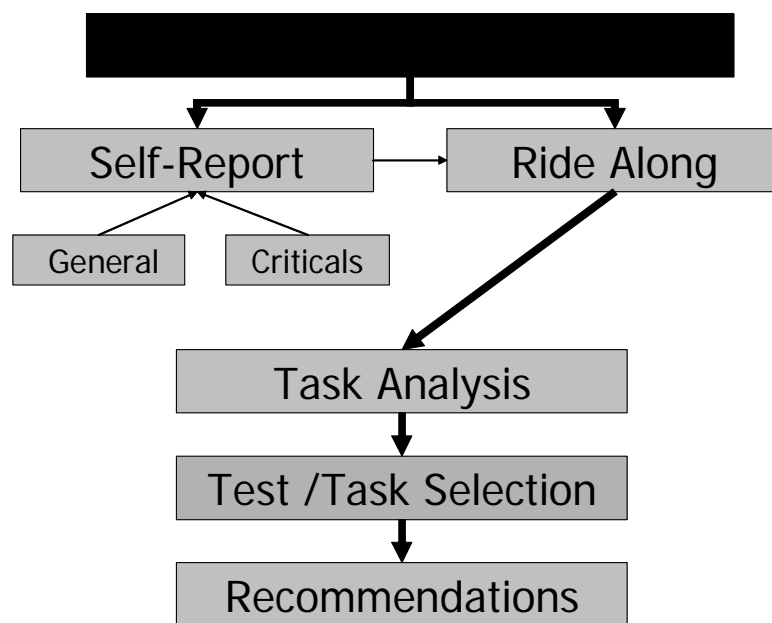 Self-Report
Ride Along
General
Criticals
Task Analysis
Test /Task Selection
Recommendations